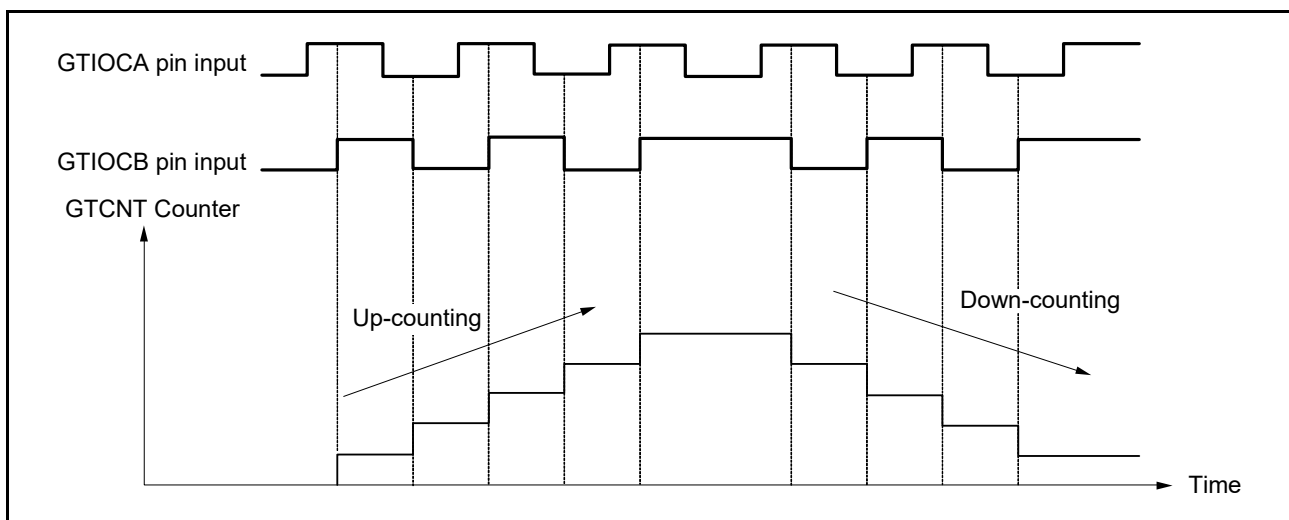 GTIOCA pin input
GTIOCB pin input
GTCNT Counter
Up-counting
Down-counting
Time